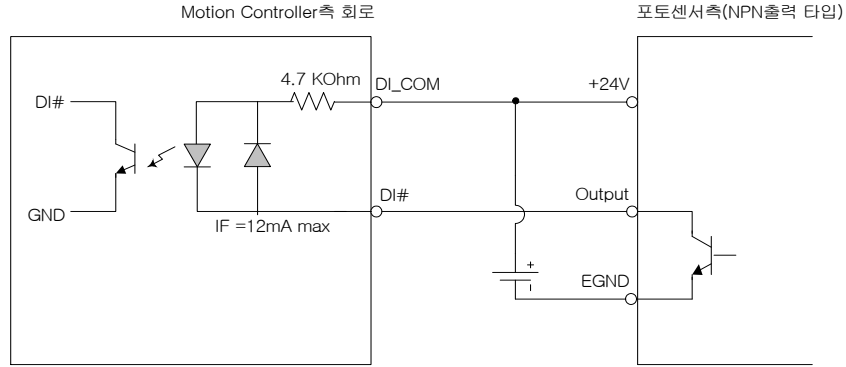 Motion Controller측 회로
포토센서측(NPN출력 타입)
4.7 KOhm
DI_COM
+24V
DI#
DI#
Output
GND
IF =12mA max
+
EGND
-